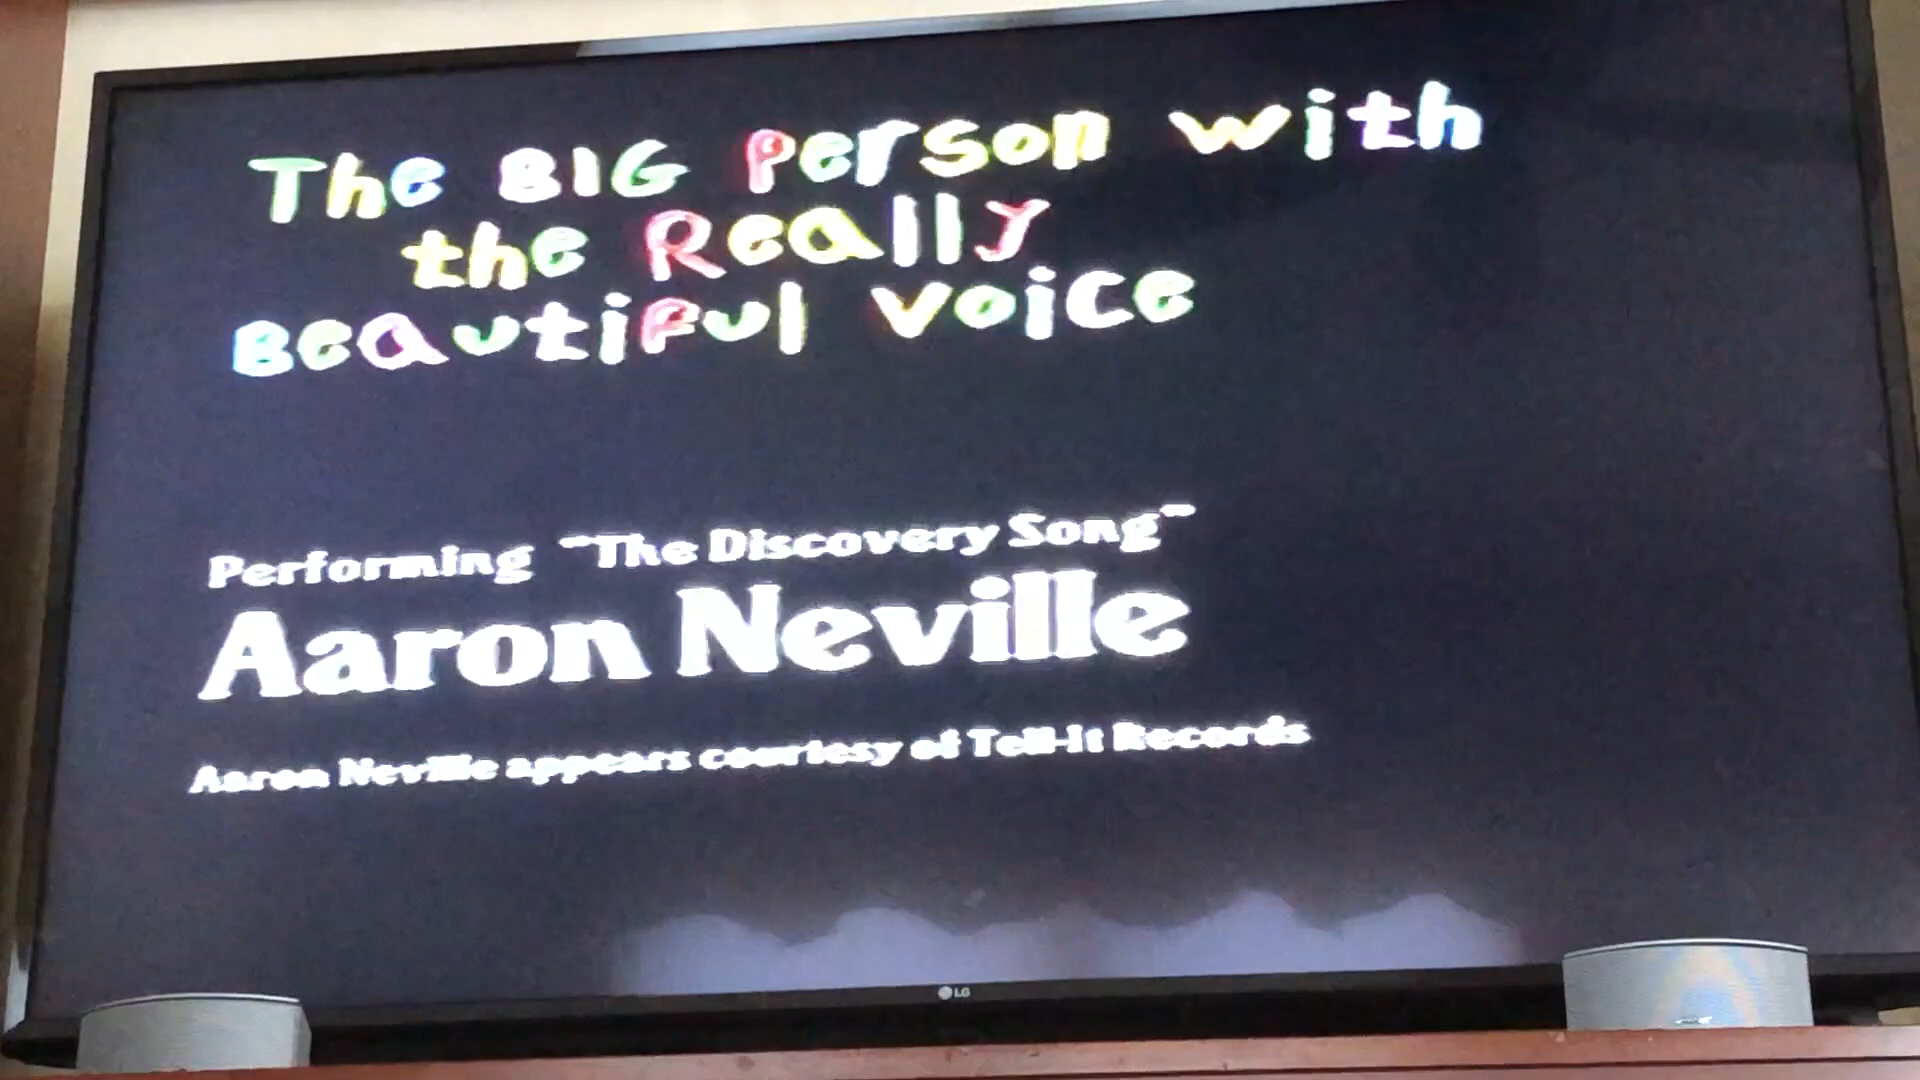 The BIG Person with
the Really
Beautiful Voice
Performing "The Discovery Song"
Aaron Neville
Aaron Neville appears courtesy of Tell-It Records
LG